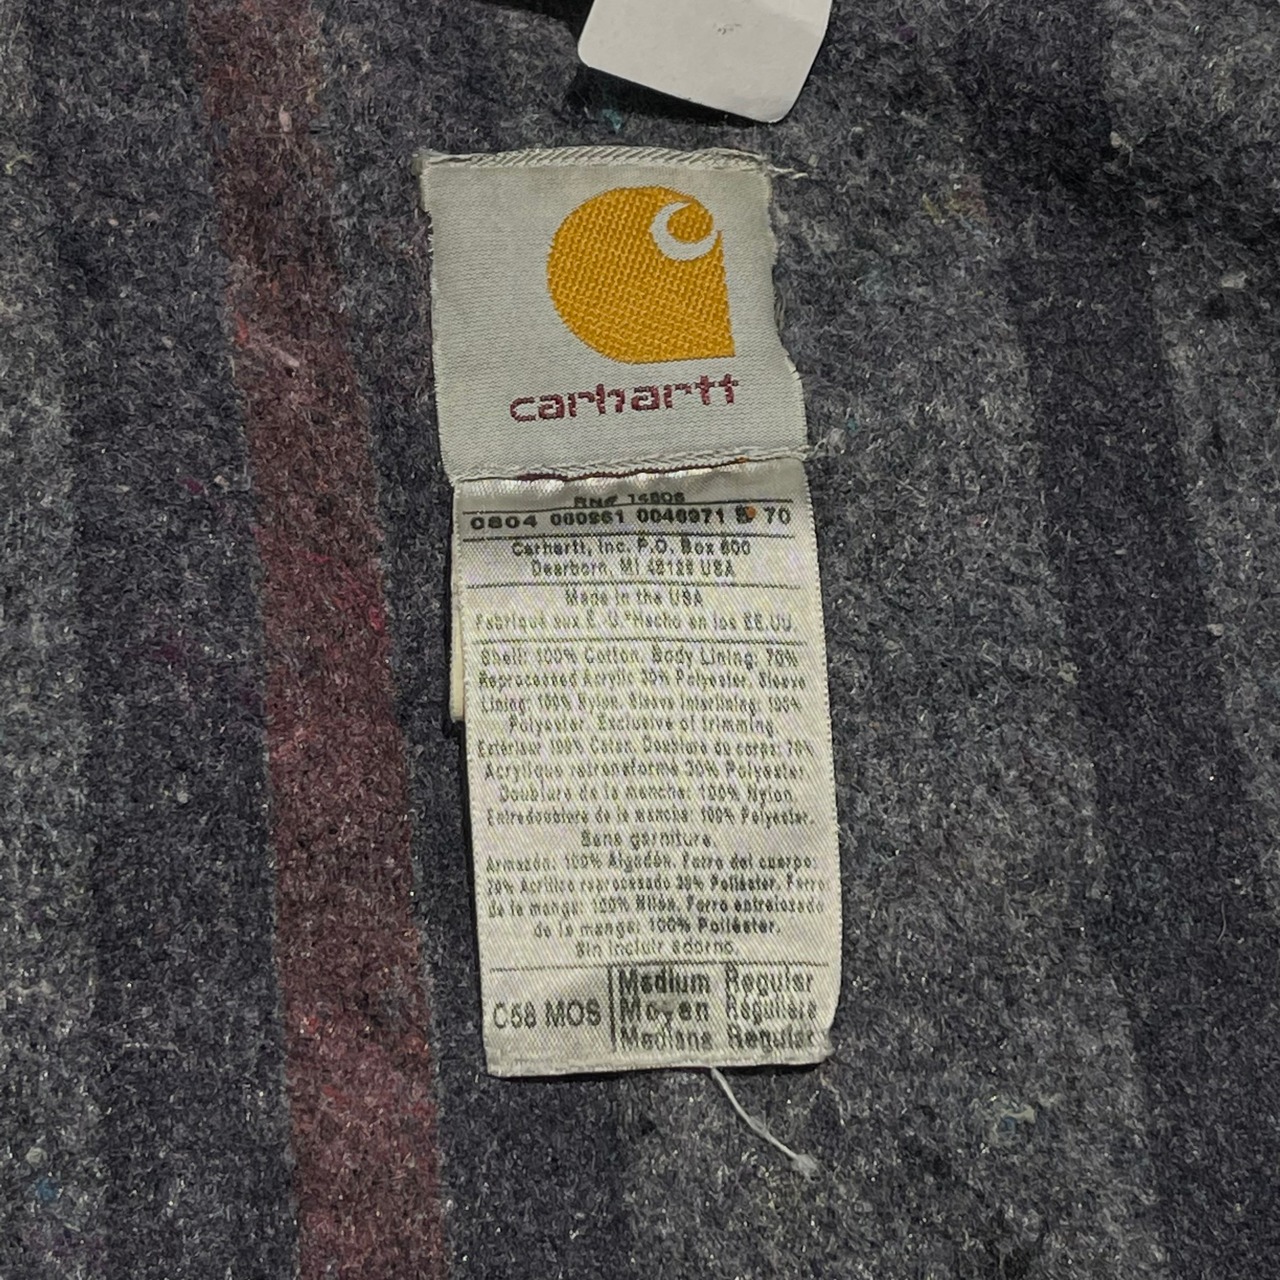 carhartt
RN# 14806
0804 000961 0046971 70
Carhartt, Inc. P.O. Box 600
Dearborn, MI 48126 USA
Made in the USA
Fabriqué aux É.-U. Hecho en los EE.UU.
Shell: 100% Cotton. Body Lining: 70%
Reprocessed Acrylic 30% Polyester. Sleeve
Lining: 100% Nylon. Sleeve Interlining: 100%
Polyester. Exclusive of trimming
Extérieur 100% Coton. Doublure du corps: 70%
Acrylique retransformé 30% Polyester.
Doublure de la manche: 100% Nylon.
Entredoublure de la manche: 100% Polyester.
Sans garniture.
Armazón: 100% Algodón. Forro del cuerpo:
70% Acrílico reprocesado 30% Poliéster. Forro
de la manga: 100% Nilón. Forro entrelazado
de la manga: 100% Poliéster.
Sin incluir adorno.
C58 MOS
Medium Regular
Moyen Régulière
Mediano Regular